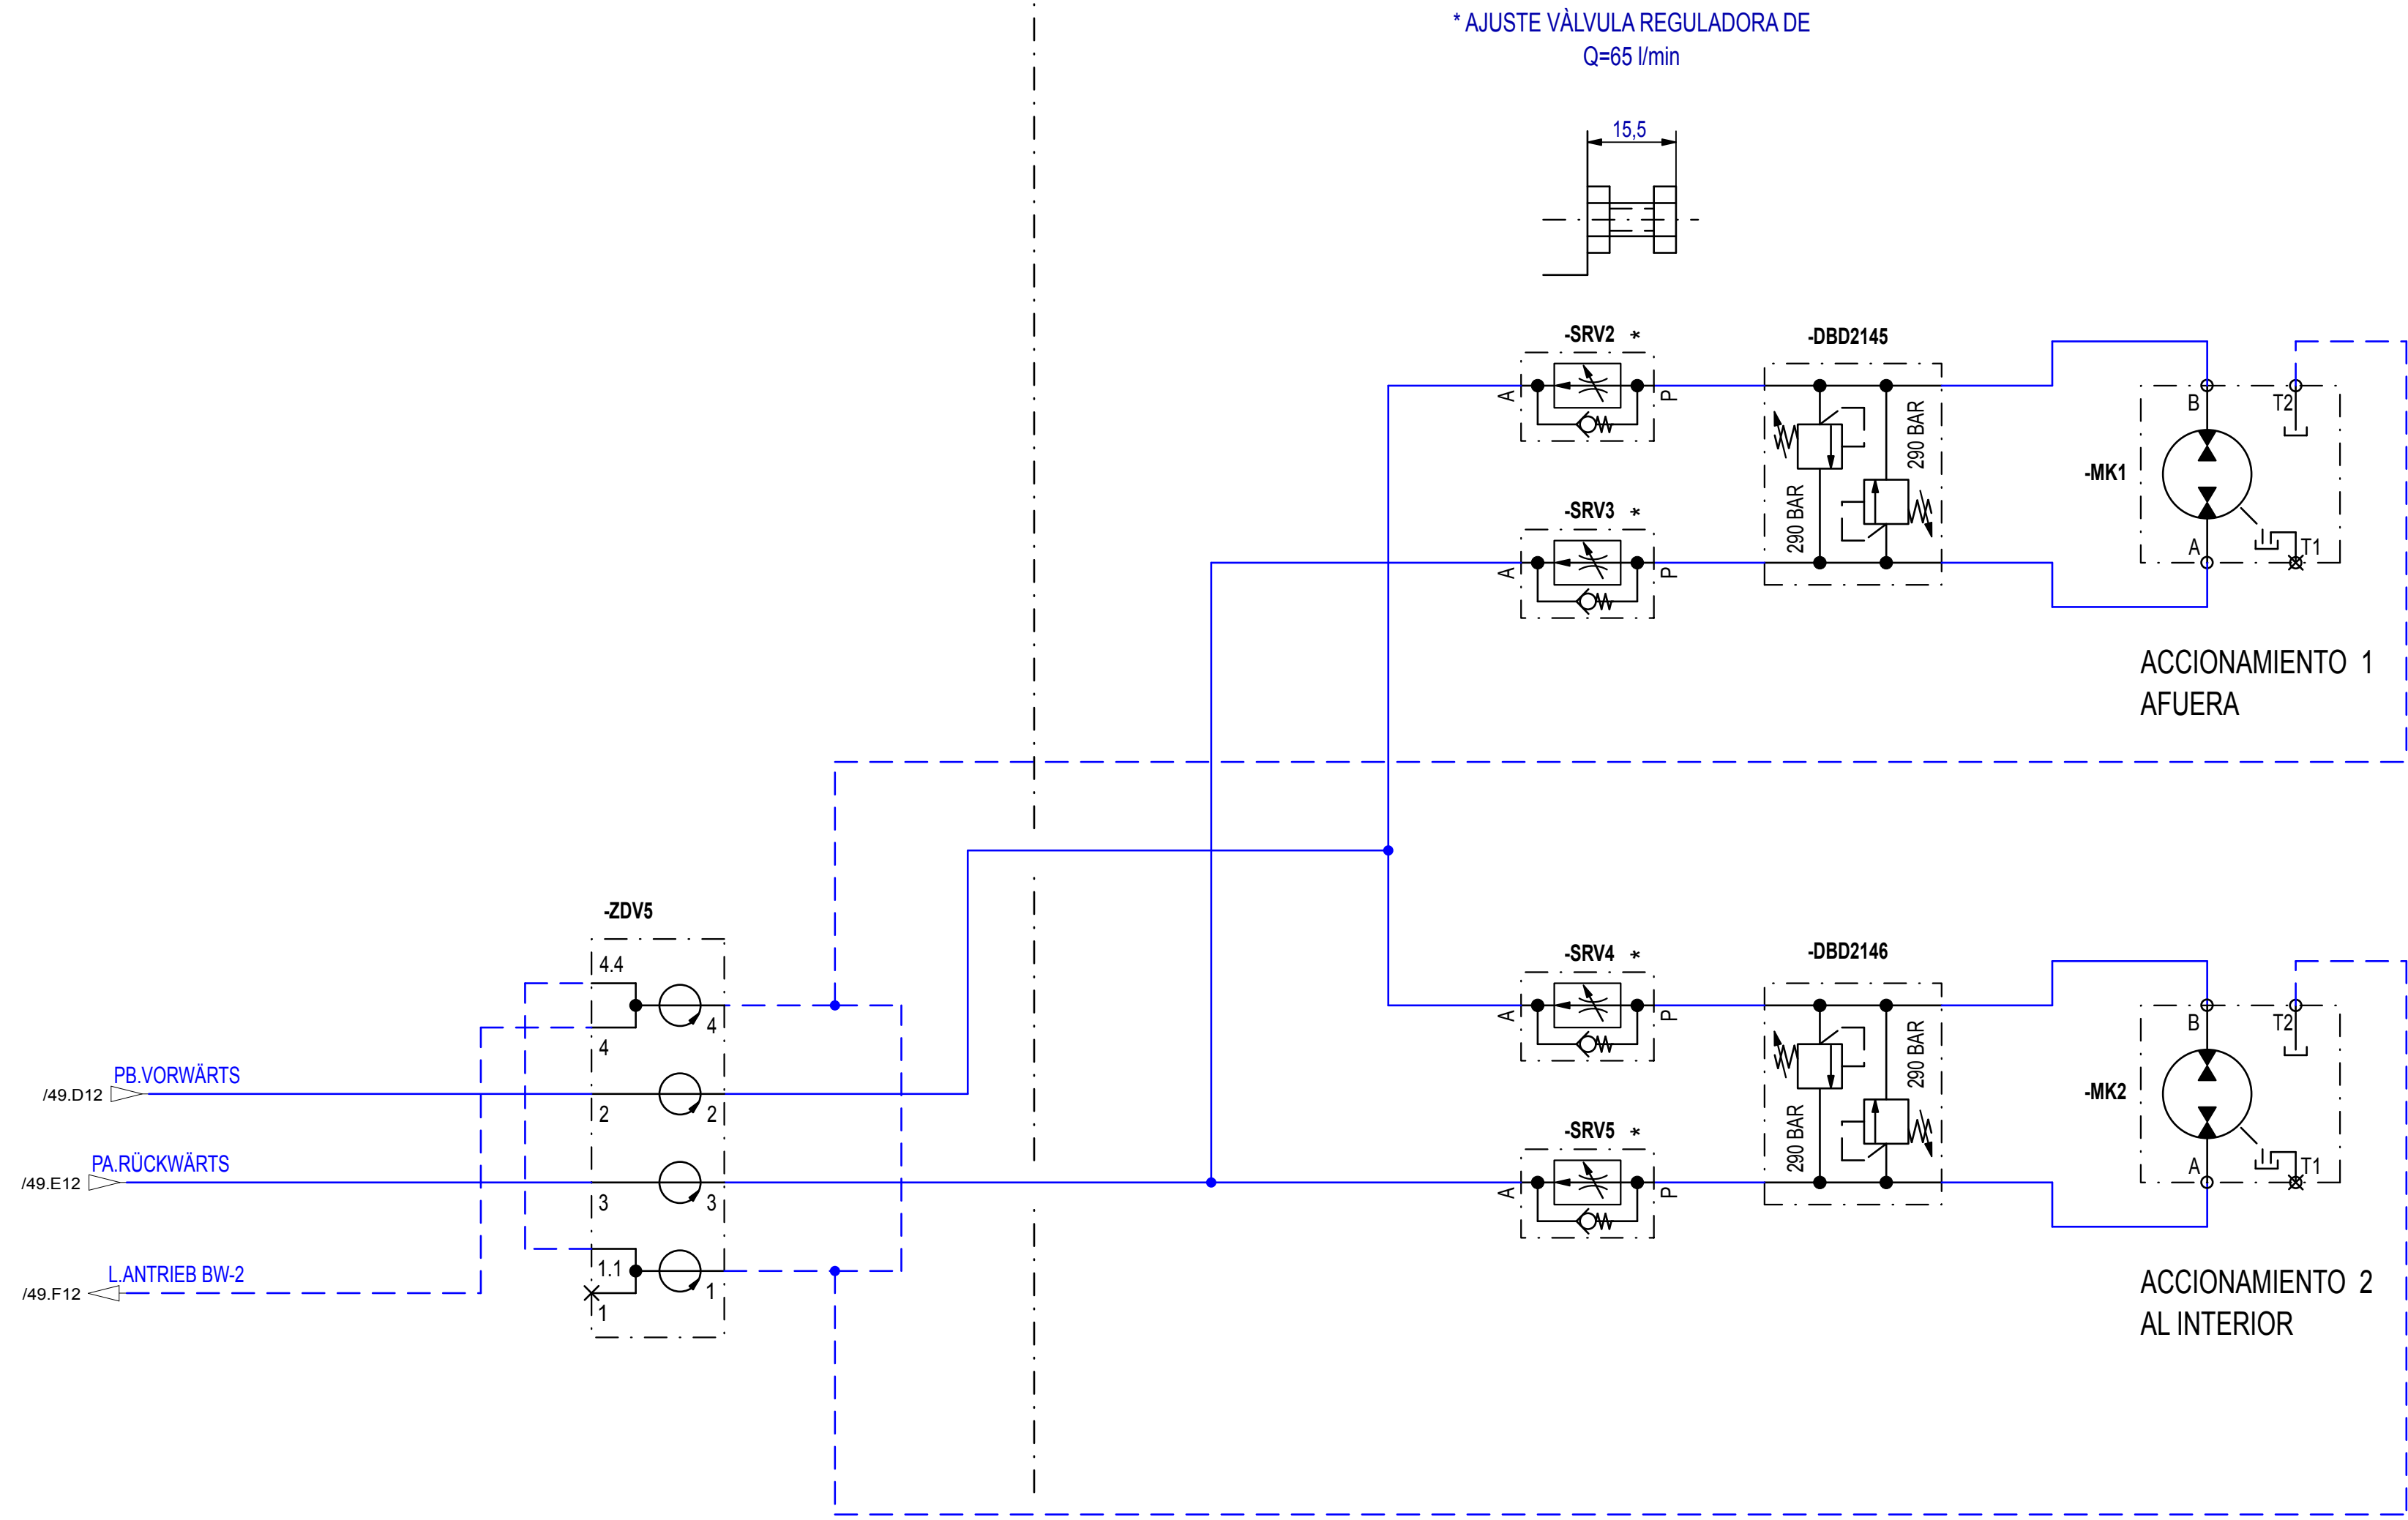 * AJUSTE VÀLVULA REGULADORA DE
Q=65 l/min
15,5
-SRV2 *
-DBD2145
A
P
290 BAR
290 BAR
B
T2
-MK1
A
T1
-SRV3 *
A
P
ACCIONAMIENTO 1
AFUERA
-ZDV5
4.4
4
4
PB.VORWÄRTS
/49.D12
2
2
PA.RÜCKWÄRTS
/49.E12
3
3
L.ANTRIEB BW-2
/49.F12
1.1
1
1
-SRV4 *
-DBD2146
A
P
290 BAR
290 BAR
B
T2
-MK2
A
T1
-SRV5 *
A
P
ACCIONAMIENTO 2
AL INTERIOR